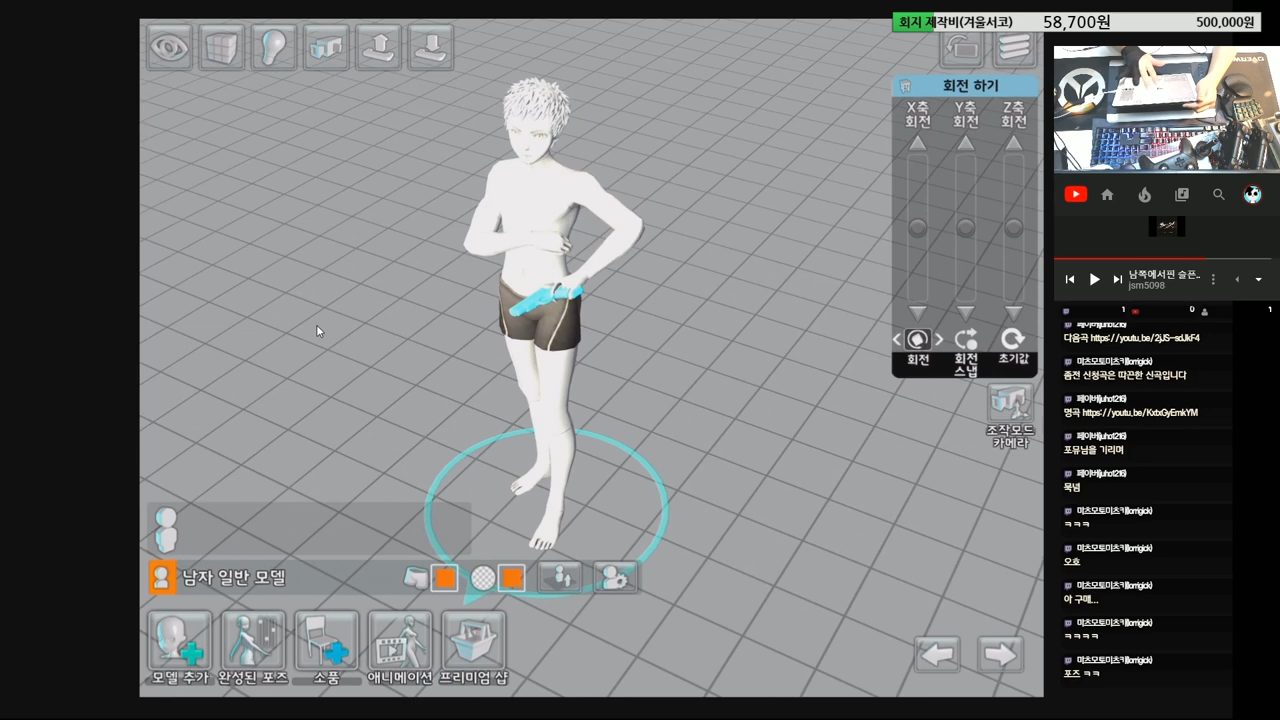 회지 제작비(겨울서코) 58,700원 500,000원
회전 하기
X축 회전
Y축 회전
Z축 회전
회전
회전 스냅
초기값
조작모드 카메라
남자 일반 모델
모델 추가
완성된 포즈
소품
애니메이션
프리미엄 샵
남쪽에서핀 슬픈..
jsm5098
1 0 1
다음곡 https://youtu.be/2jJS-sdJkF4
좀전 신청곡은 따끈한 신곡입니다
명곡 https://youtu.be/KxtxGyEmkYM
포뮤님을 기리며
묵념
ㅋㅋㅋ
오호
아 구매...
ㅋㅋㅋㅋ
포즈 ㅋㅋ